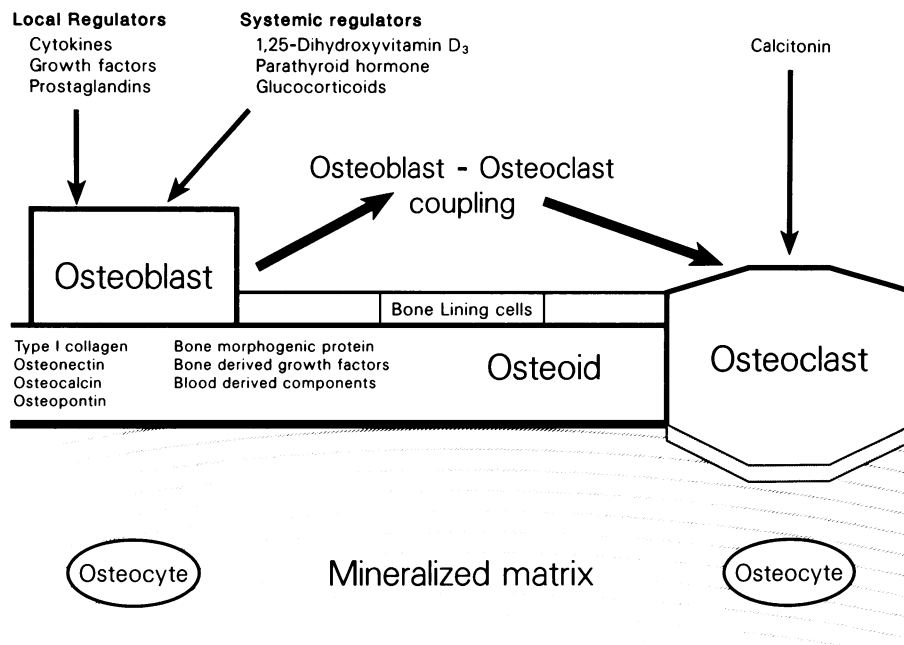 Local Regulators
Cytokines
Growth factors
Prostaglandins
Systemic regulators
1,25-Dihydroxyvitamin D₃
Parathyroid hormone
Glucocorticoids
Calcitonin
Osteoblast - Osteoclast
coupling
Osteoblast
Bone Lining cells
Type I collagen
Osteonectin
Osteocalcin
Osteopontin
Bone morphogenic protein
Bone derived growth factors
Blood derived components
Osteoid
Osteoclast
Osteocyte
Mineralized matrix
Osteocyte